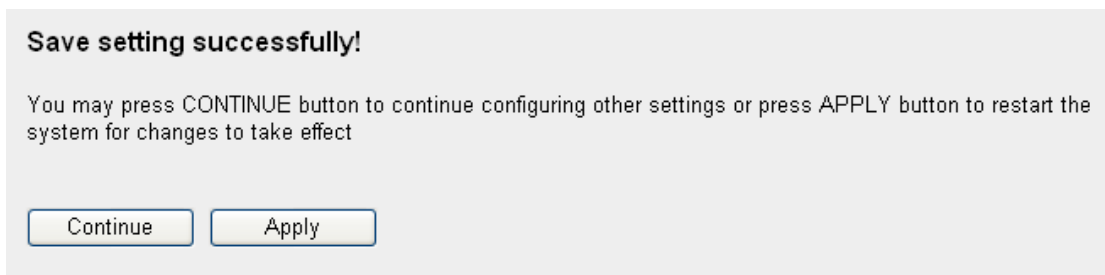 Save setting successfully!
You may press CONTINUE button to continue configuring other settings or press APPLY button to restart the
system for changes to take effect
Continue
Apply